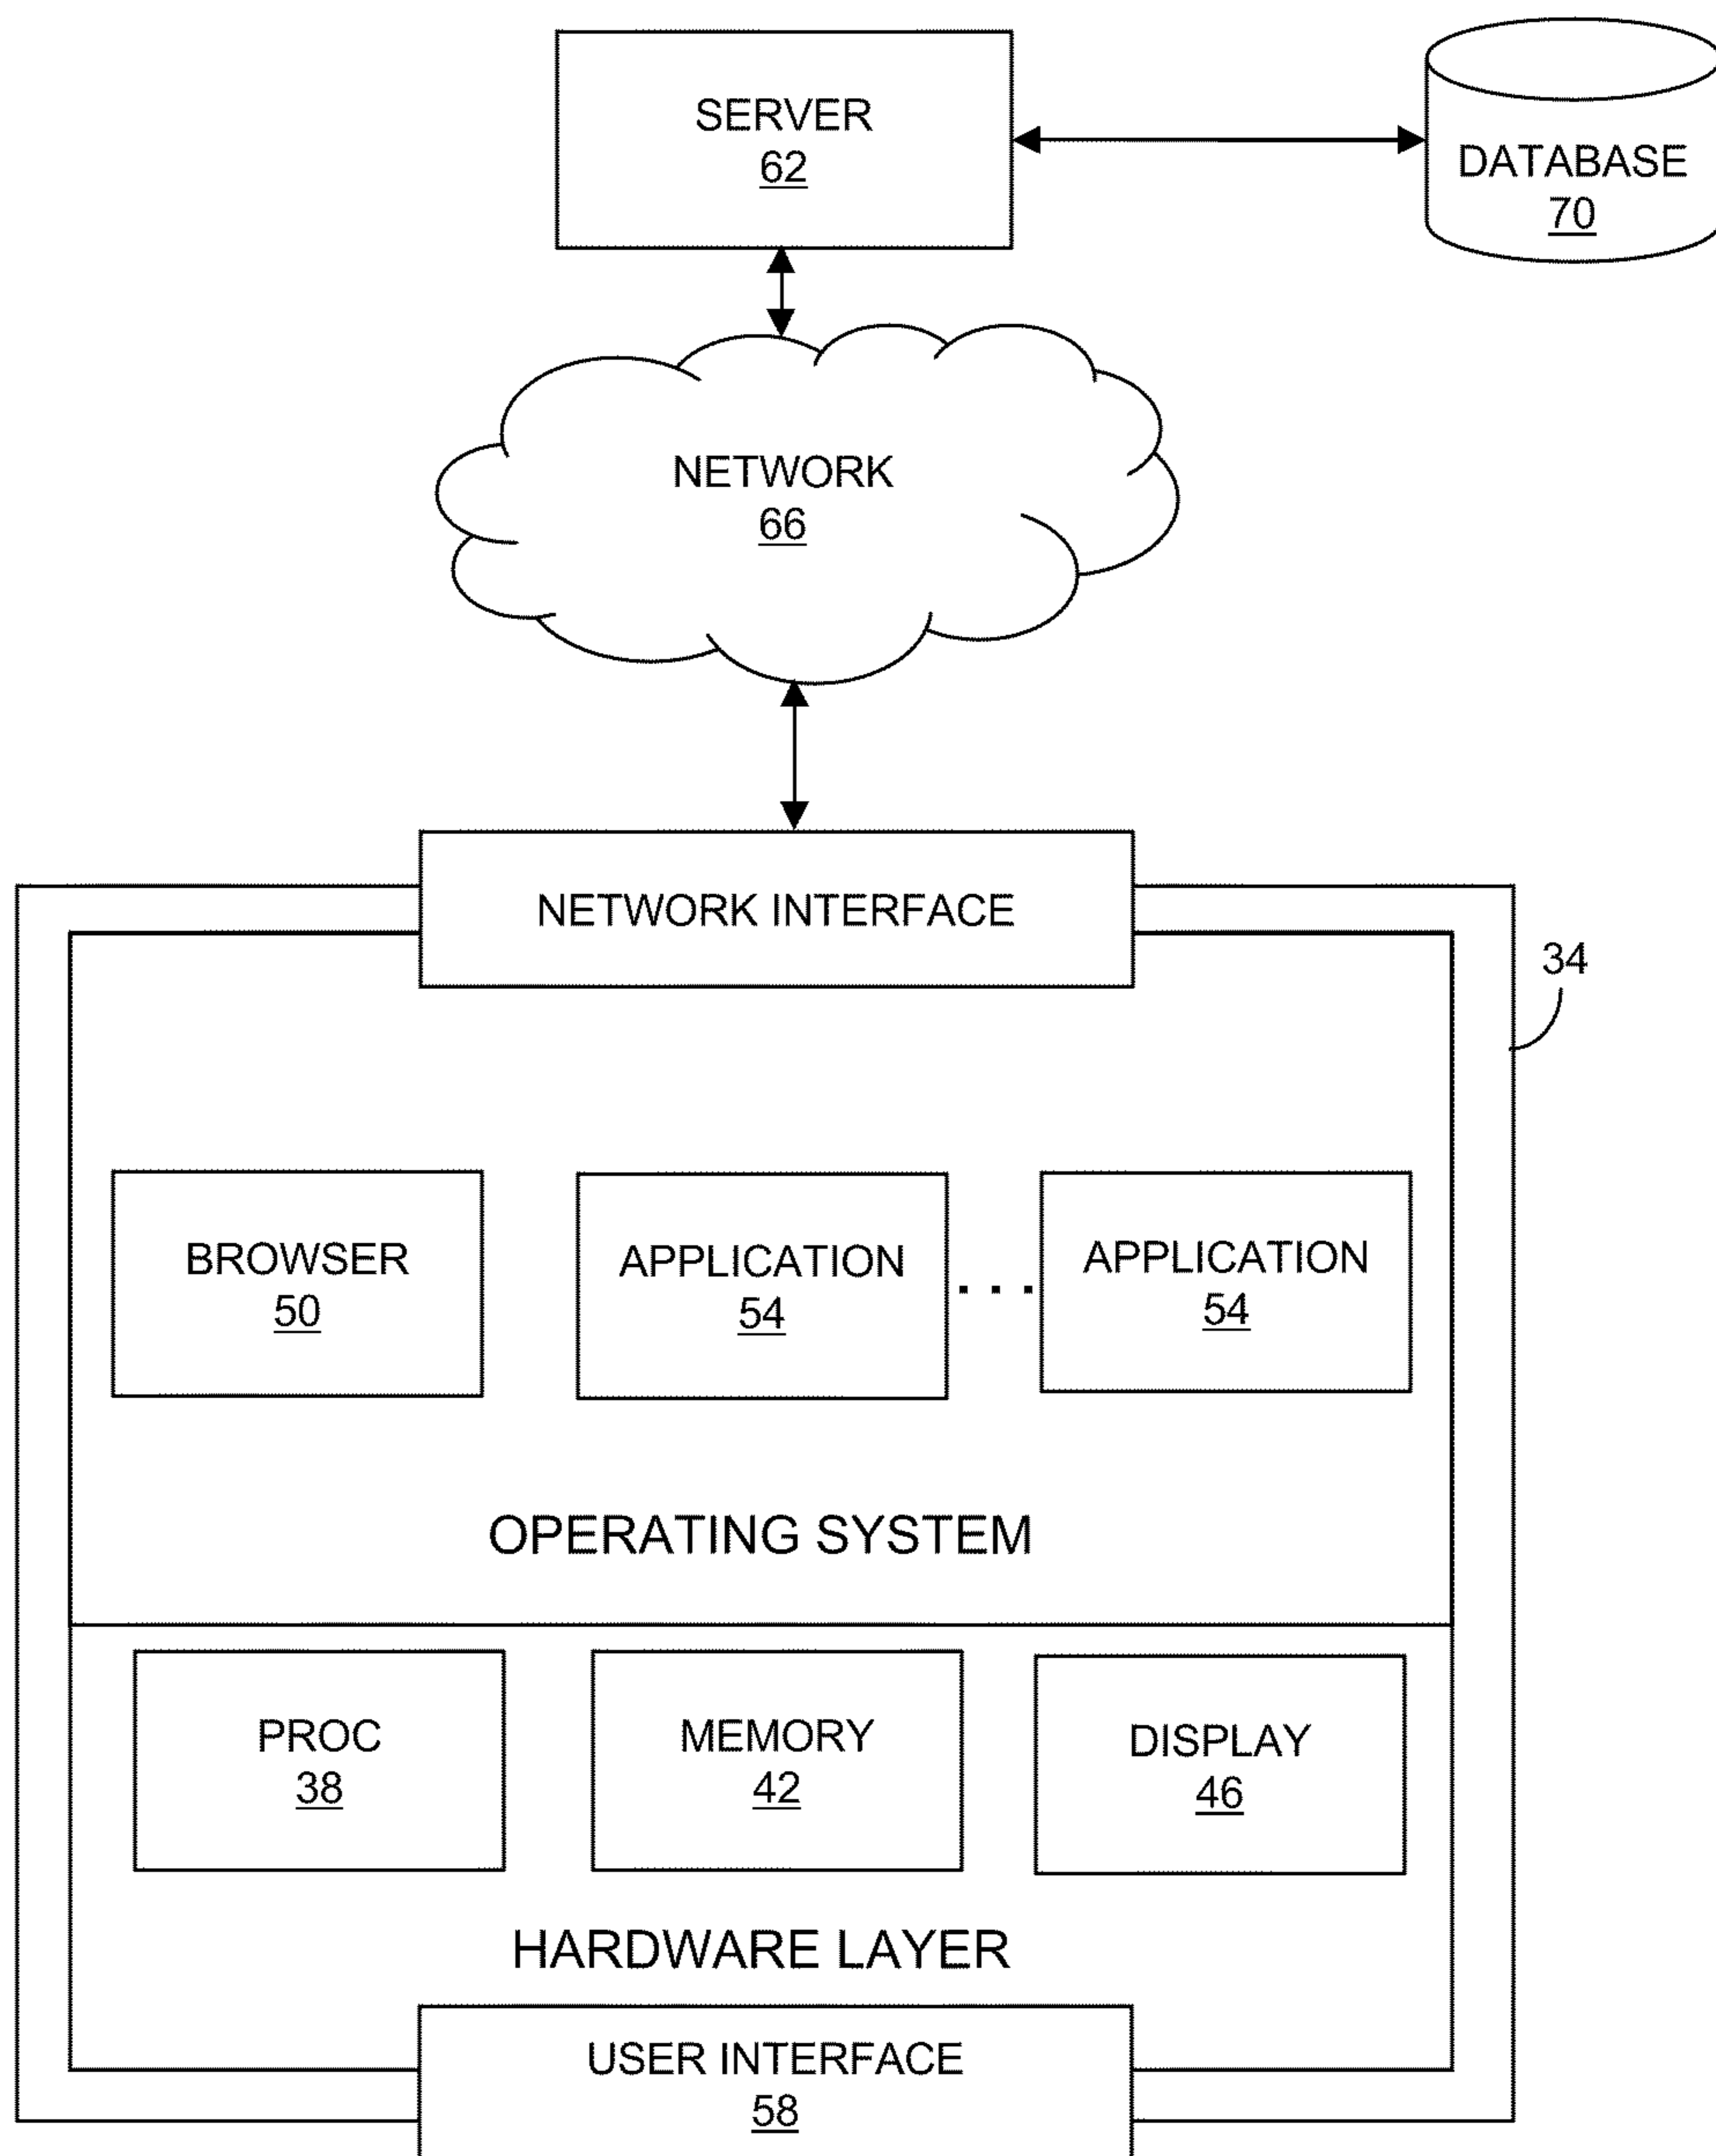 SERVER
62
DATABASE
70
NETWORK
66
NETWORK INTERFACE
34
BROWSER
50
APPLICATION
54
. . .
APPLICATION
54
OPERATING SYSTEM
PROC
38
MEMORY
42
DISPLAY
46
HARDWARE LAYER
USER INTERFACE
58